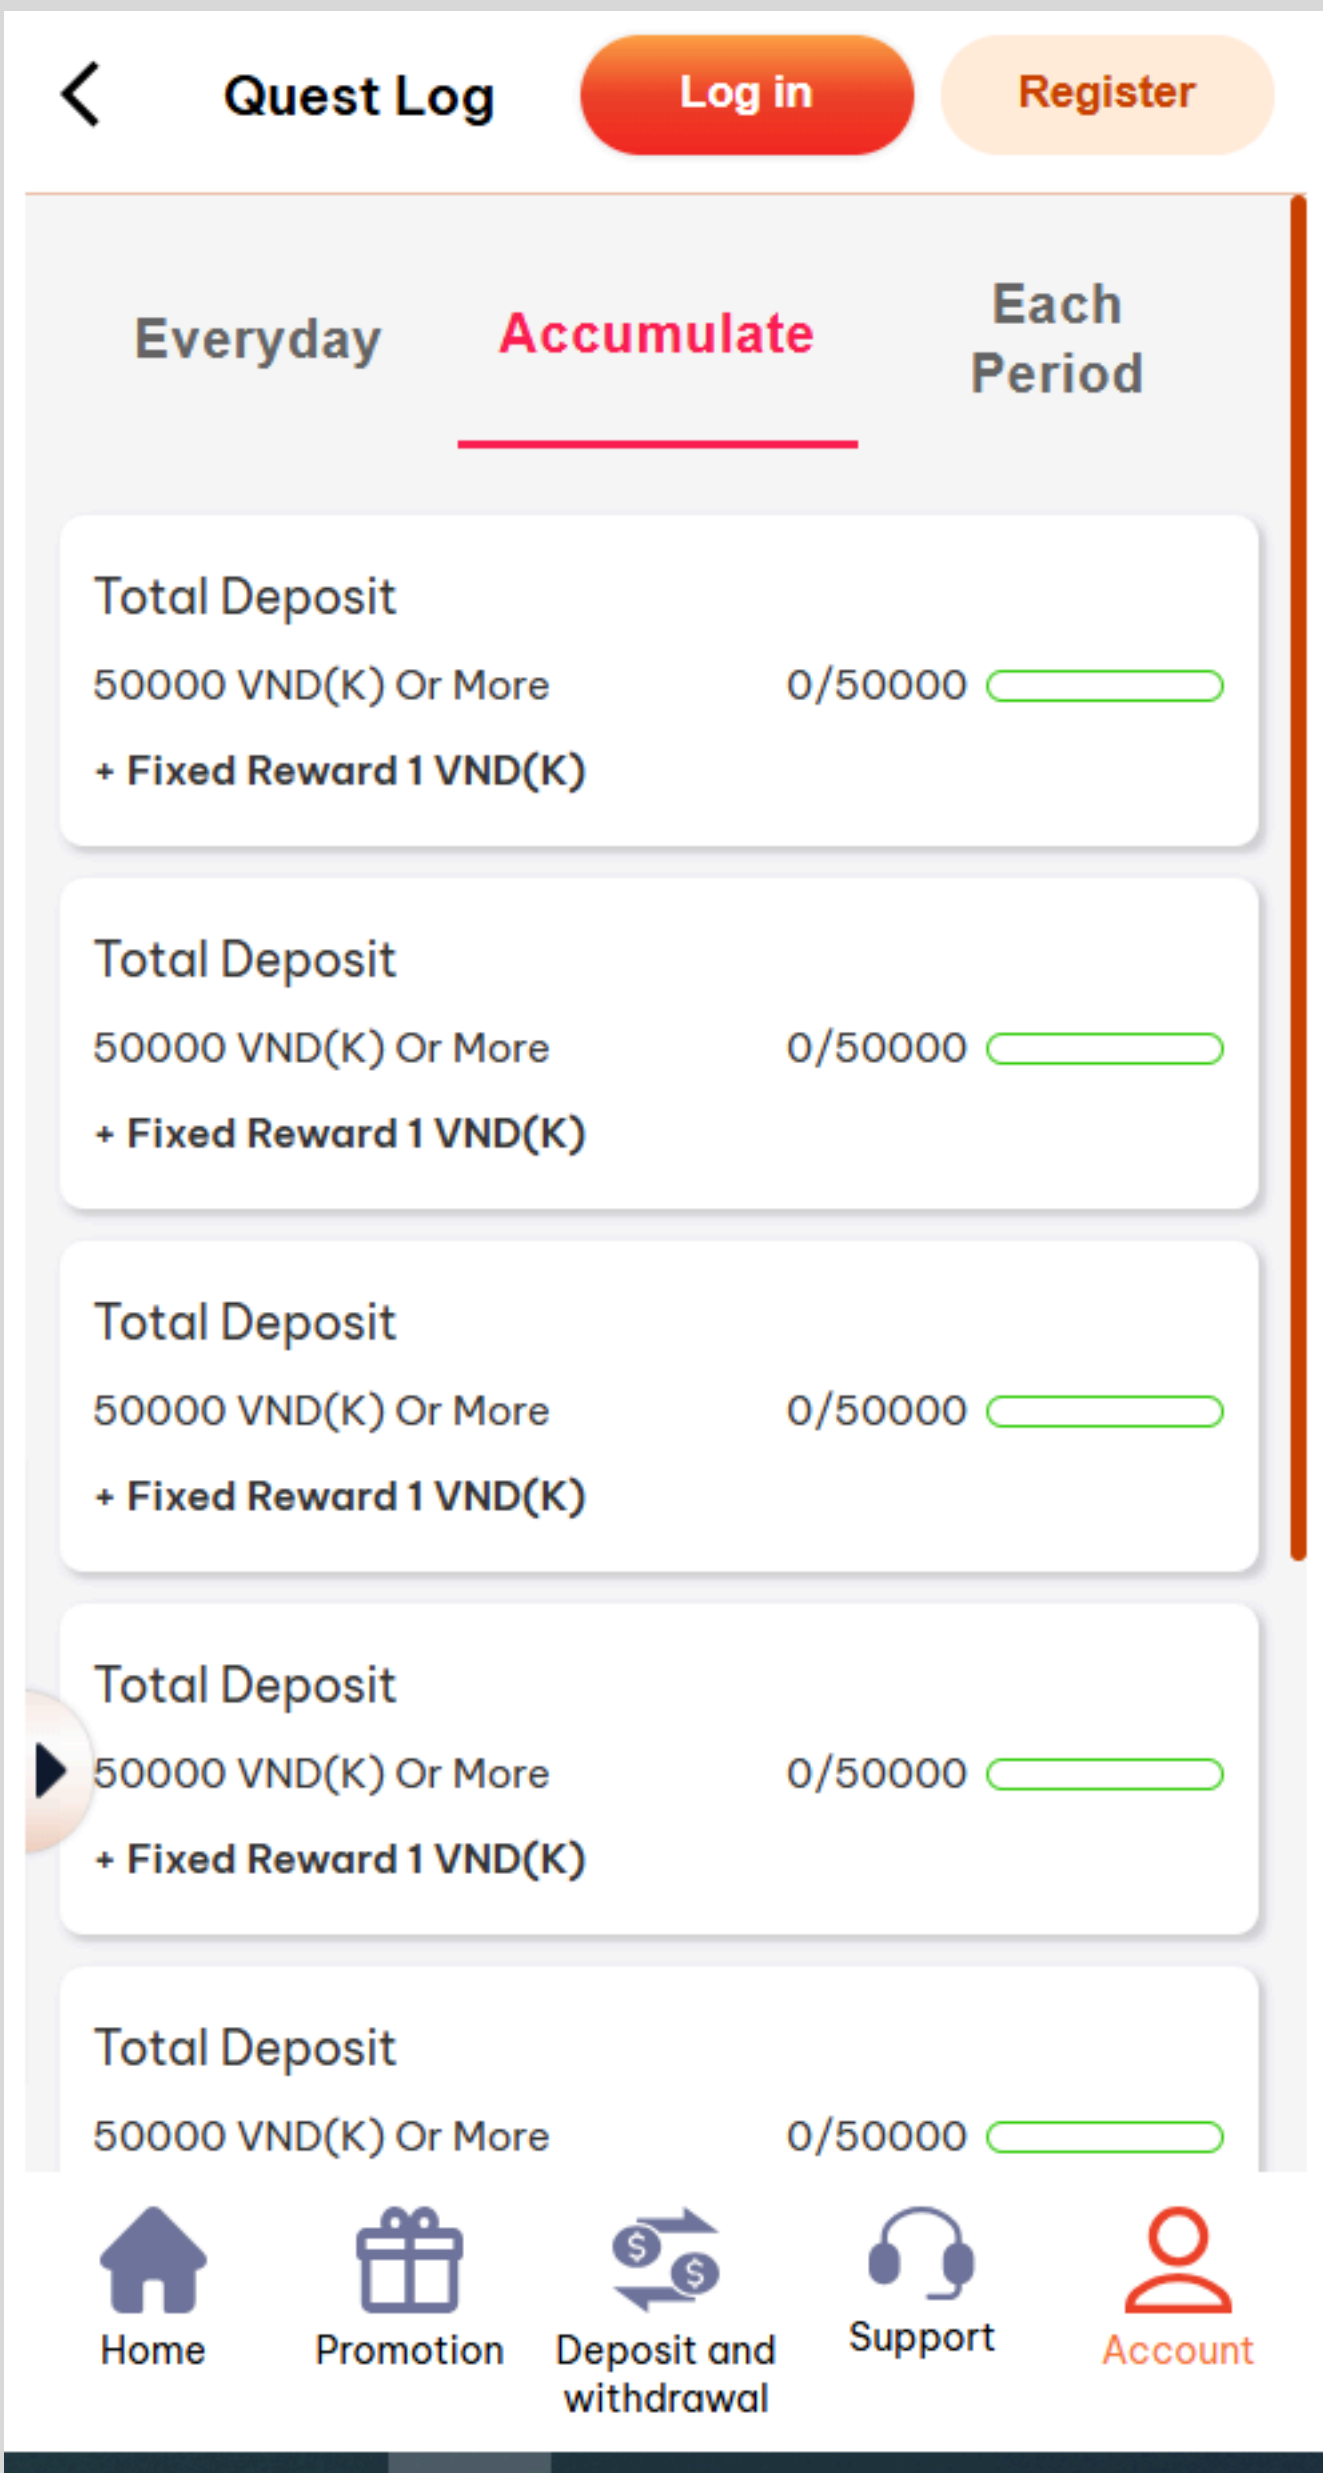 Quest Log
Log in
Register
Everyday
Accumulate
Each
Period
Total Deposit
50000 VND(K) Or More
0/50000
+ Fixed Reward 1 VND(K)
Total Deposit
50000 VND(K) Or More
0/50000
+ Fixed Reward 1 VND(K)
Total Deposit
50000 VND(K) Or More
0/50000
+ Fixed Reward 1 VND(K)
Total Deposit
50000 VND(K) Or More
0/50000
+ Fixed Reward 1 VND(K)
Total Deposit
50000 VND(K) Or More
0/50000
Home
Promotion
Deposit and
withdrawal
Support
Account